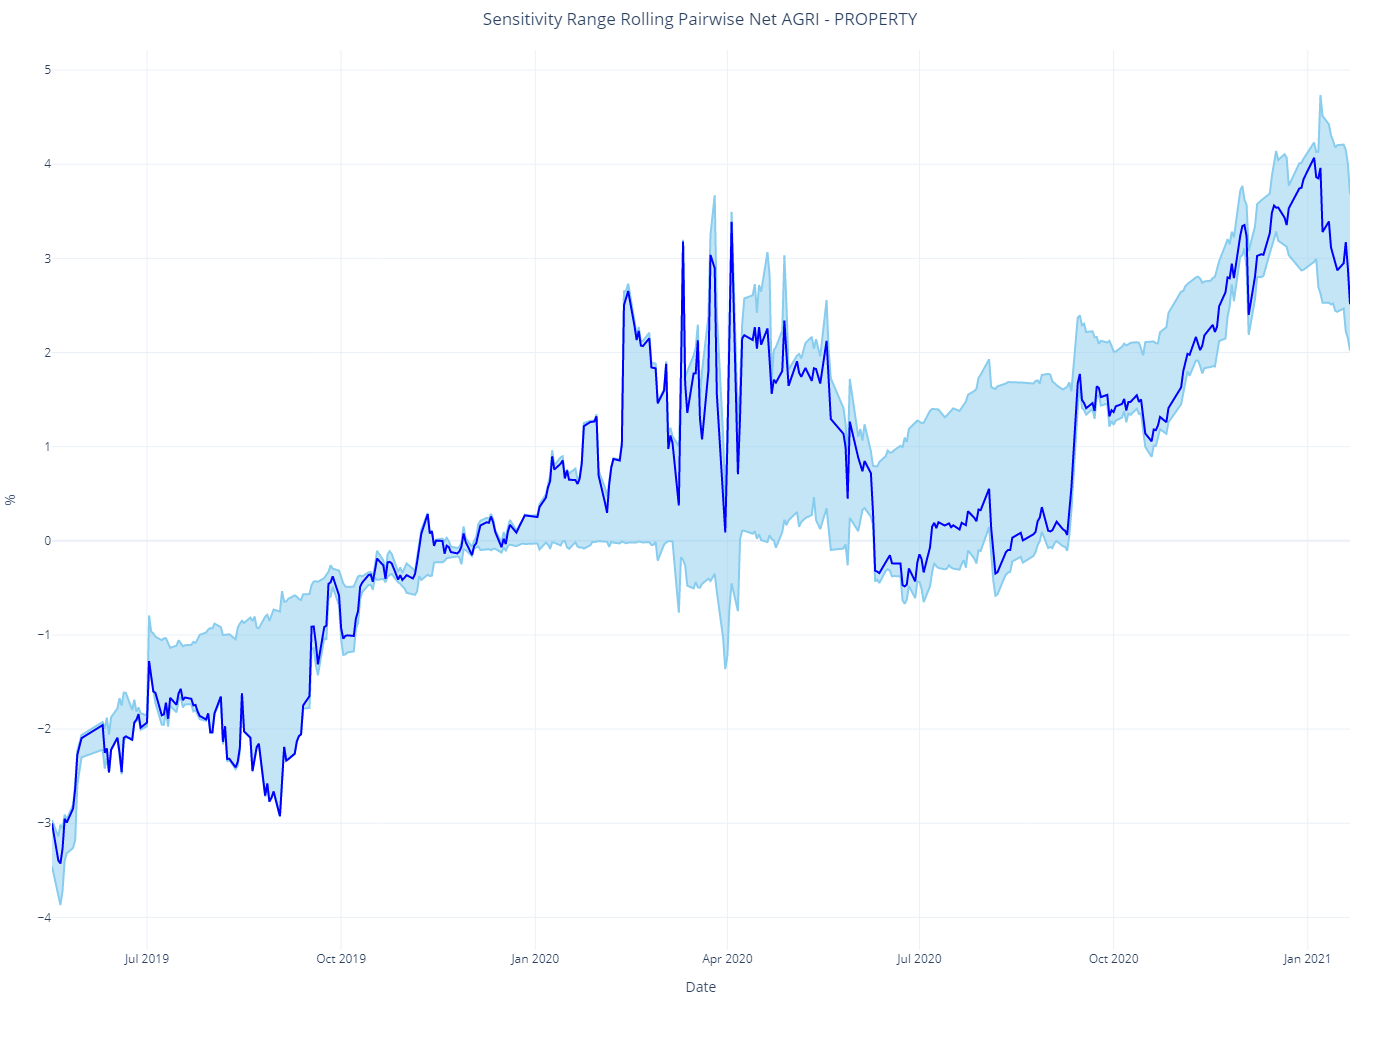 Sensitivity Range Rolling Pairwise Net AGRI - PROPERTY
5
4
3
2
1
0
−1
−2
−3
−4
%
Jul 2019
Oct 2019
Jan 2020
Apr 2020
Jul 2020
Oct 2020
Jan 2021
Date